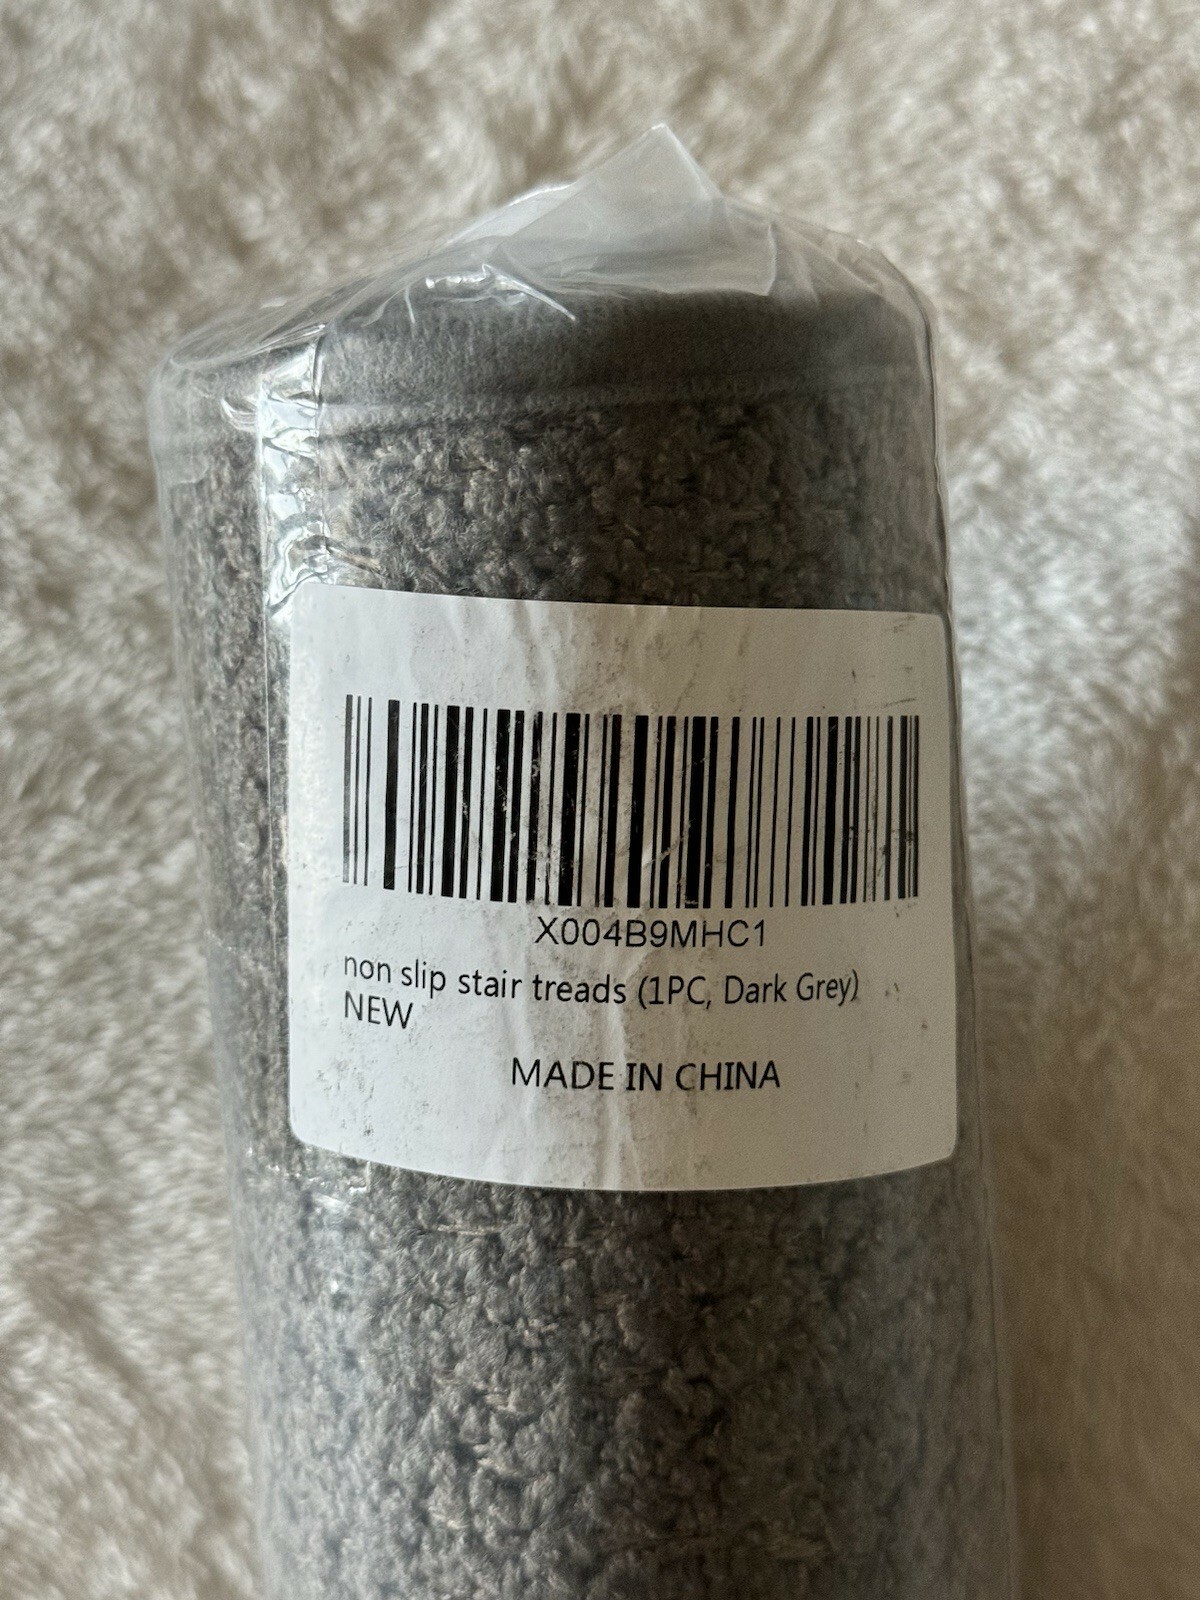 X004B9MHC1
non slip stair treads (1PC, Dark Grey)
NEW
MADE IN CHINA